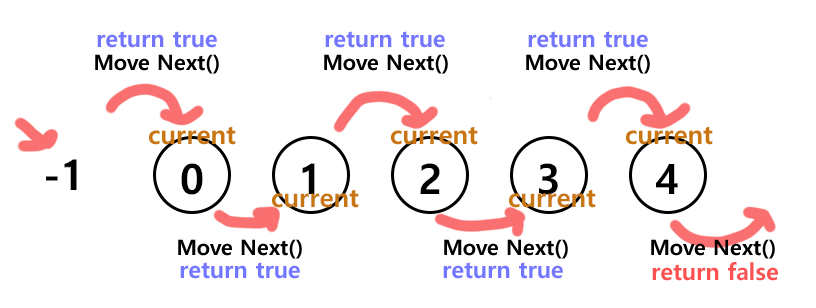 return true
Move Next()
return true
Move Next()
return true
Move Next()
current
current
current
-1
0
1
2
3
4
current
current
Move Next()
return true
Move Next()
return true
Move Next()
return false